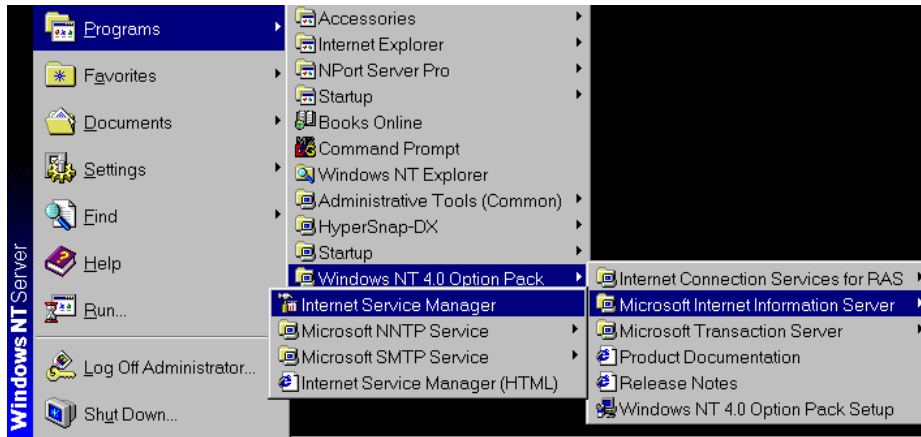 Windows NT Server
Programs
Favorites
Documents
Settings
Find
Help
Run...
Log Off Administrator...
Shut Down...
Accessories
Internet Explorer
NPort Server Pro
Startup
Books Online
Command Prompt
Windows NT Explorer
Administrative Tools (Common)
HyperSnap-DX
Startup
Windows NT 4.0 Option Pack
Internet Connection Services for RAS
Microsoft Internet Information Server
Microsoft Transaction Server
Product Documentation
Release Notes
Windows NT 4.0 Option Pack Setup
Internet Service Manager
Microsoft NNTP Service
Microsoft SMTP Service
Internet Service Manager (HTML)